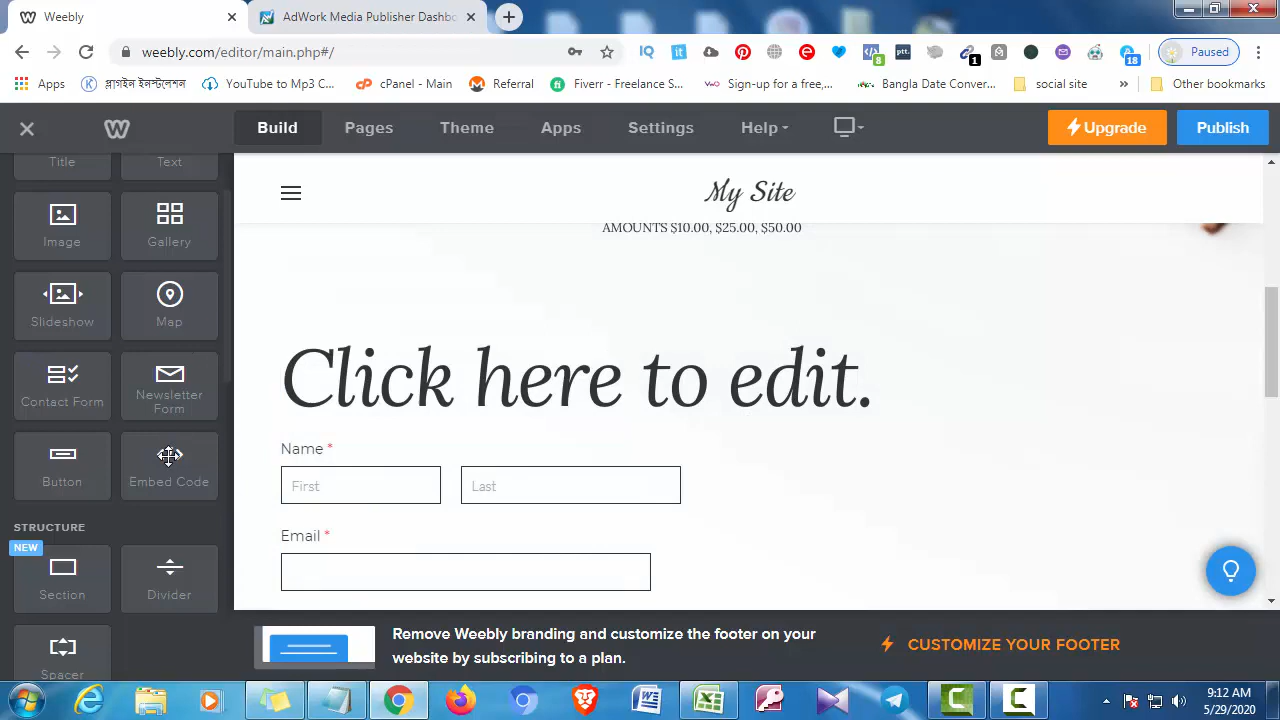 Weebly
AdWork Media Publisher Dashbo
weebly.com/editor/main.php#/
ptt.
8
1
18
Paused
Apps
প্লাগইন ইনস্টলেশন
YouTube to Mp3 C...
cPanel - Main
Referral
Fiverr - Freelance S...
Sign-up for a free,...
Bangla Date Conver...
social site
»
Other bookmarks
Build
Pages
Theme
Apps
Settings
Help
Upgrade
Publish
Title
Text
Image
Gallery
Slideshow
Map
Contact Form
Newsletter
Form
Button
Embed Code
STRUCTURE
NEW
Section
Divider
Spacer
My Site
AMOUNTS $10.00, $25.00, $50.00
Click here to edit.
Name *
First
Last
Email *
Remove Weebly branding and customize the footer on your
website by subscribing to a plan.
CUSTOMIZE YOUR FOOTER
9:12 AM
5/29/2020